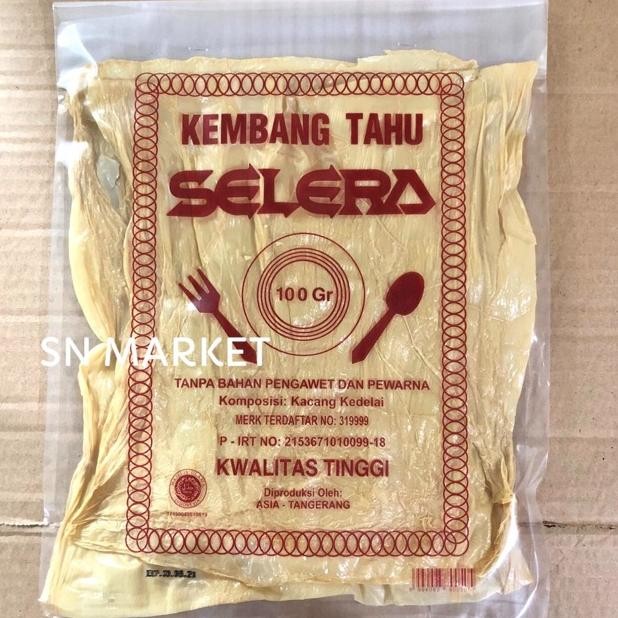 KEMBANG TAHU
SELERA
100 Gr
SN MARKET
TANPA BAHAN PENGAWET DAN PEWARNA
Komposisi: Kacang Kedelai
MERK TERDAFTAR NO: 319999
P - IRT NO: 2153671010099-18
KWALITAS TINGGI
Diproduksi Oleh:
ASIA - TANGERANG